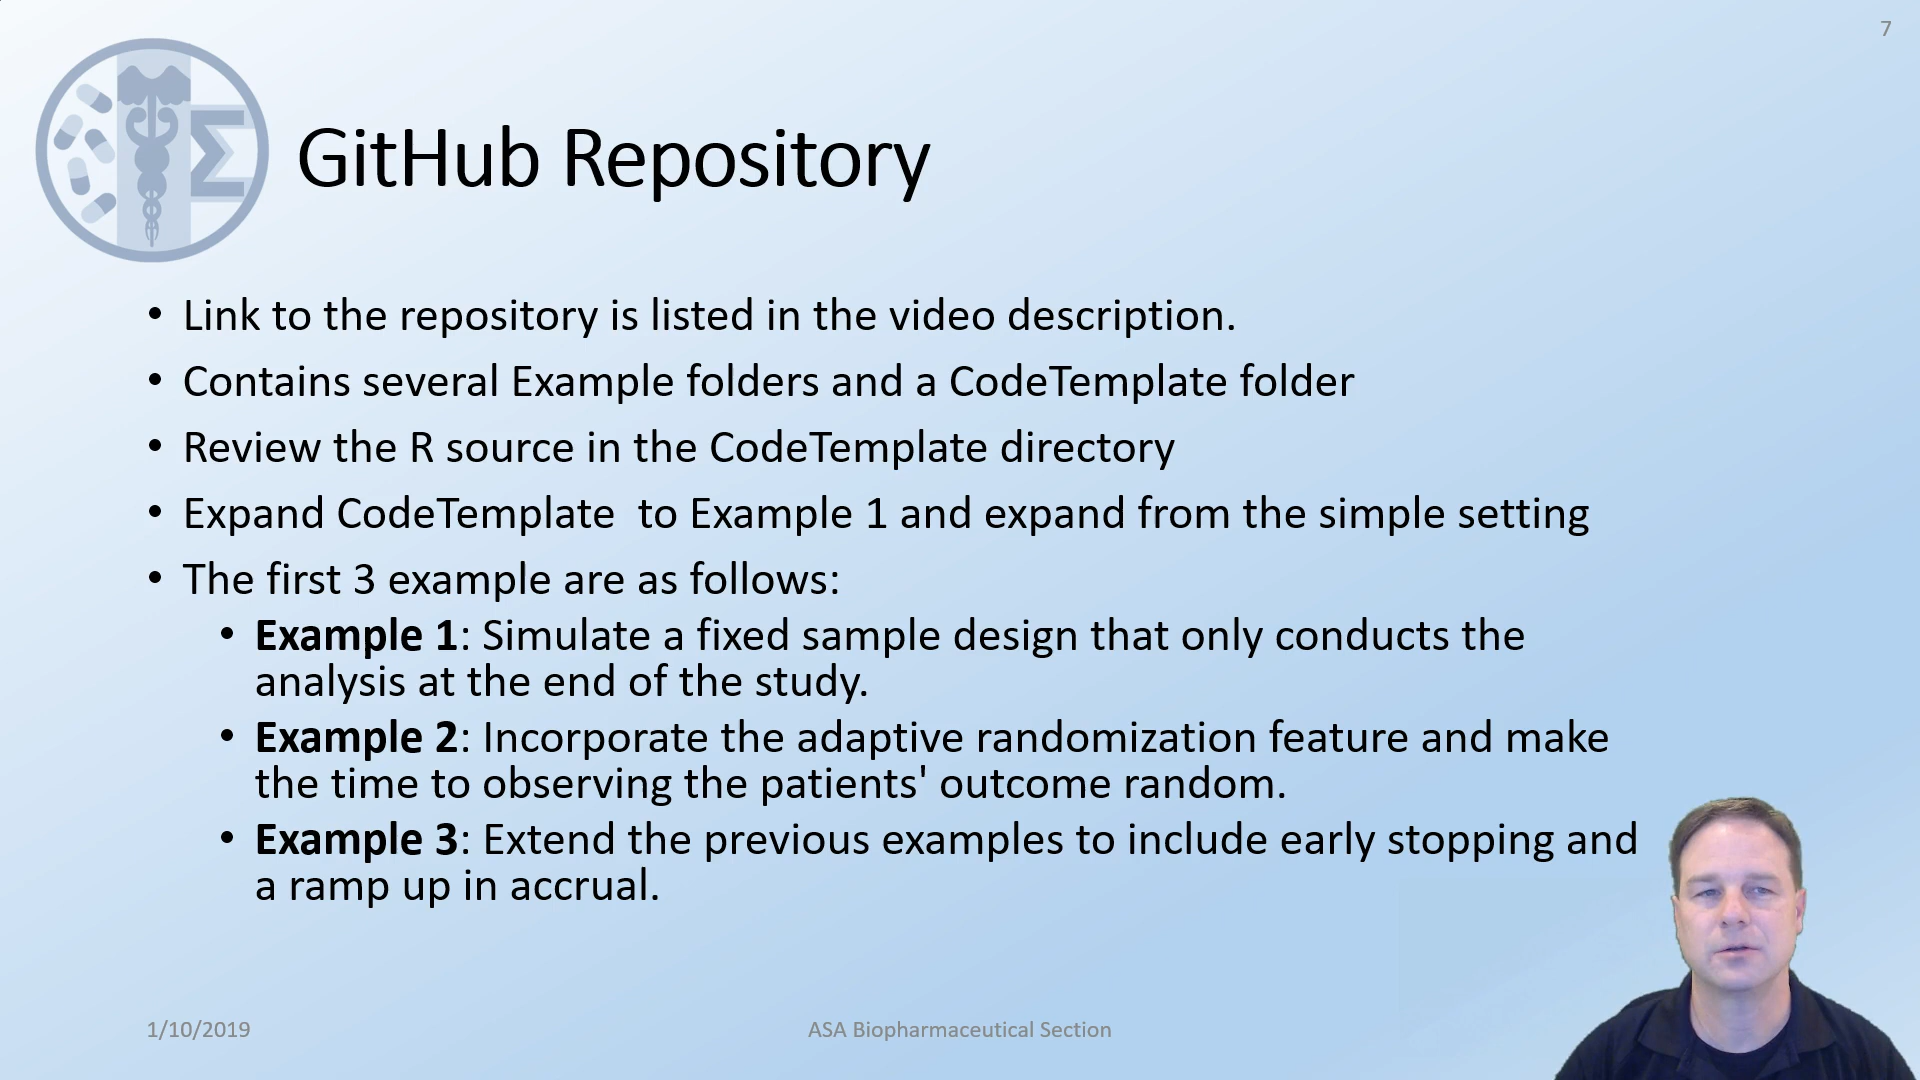 7
Σ
GitHub Repository
• Link to the repository is listed in the video description.
• Contains several Example folders and a CodeTemplate folder
• Review the R source in the CodeTemplate directory
• Expand CodeTemplate  to Example 1 and expand from the simple setting
• The first 3 example are as follows:
• Example 1: Simulate a fixed sample design that only conducts the
analysis at the end of the study.
• Example 2: Incorporate the adaptive randomization feature and make
the time to observing the patients' outcome random.
• Example 3: Extend the previous examples to include early stopping and
a ramp up in accrual.
1/10/2019
ASA Biopharmaceutical Section